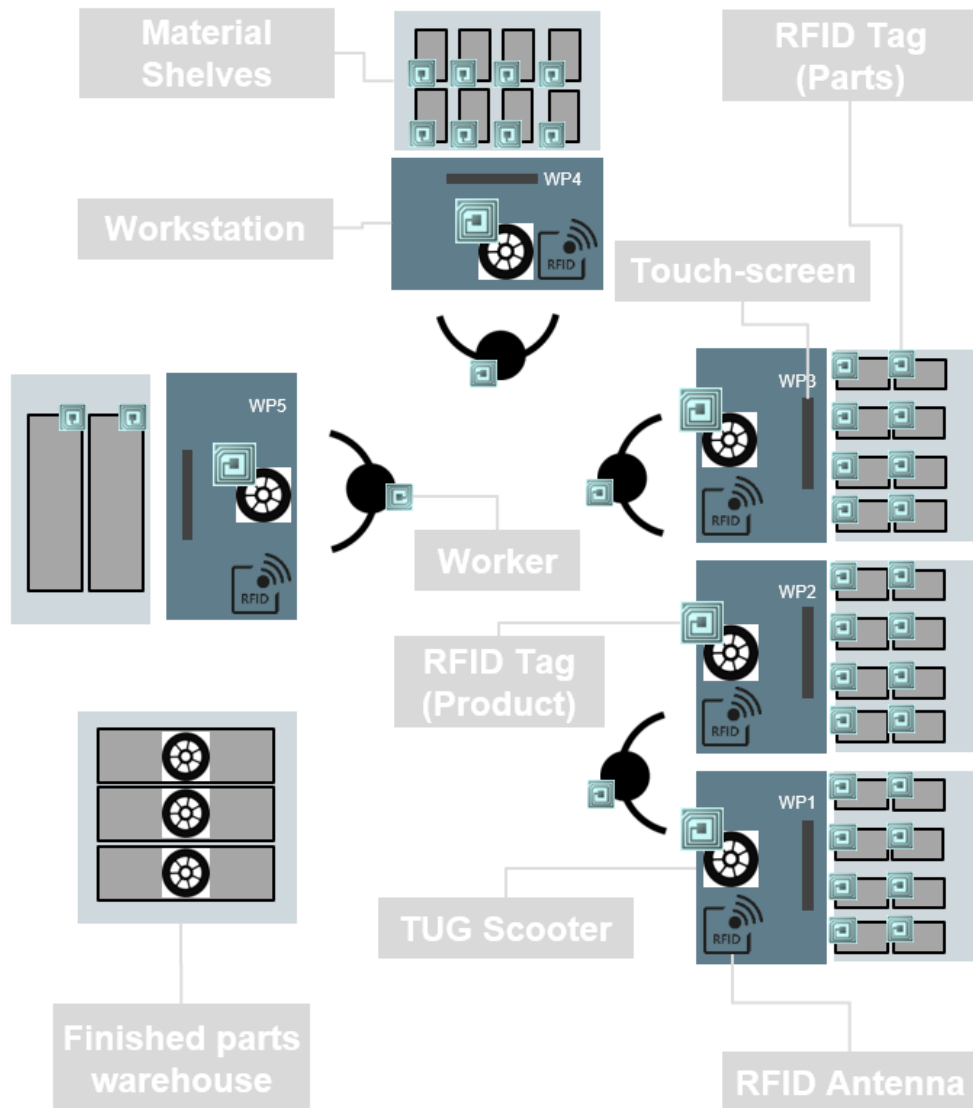 Material
Shelves
RFID Tag
(Parts)
WP4
Workstation
RFID
Touch-screen
WP3
WP5
RFID
Worker
RFID
WP2
RFID Tag
(Product)
RFID
WP1
TUG Scooter
RFID
Finished parts
warehouse
RFID Antenna